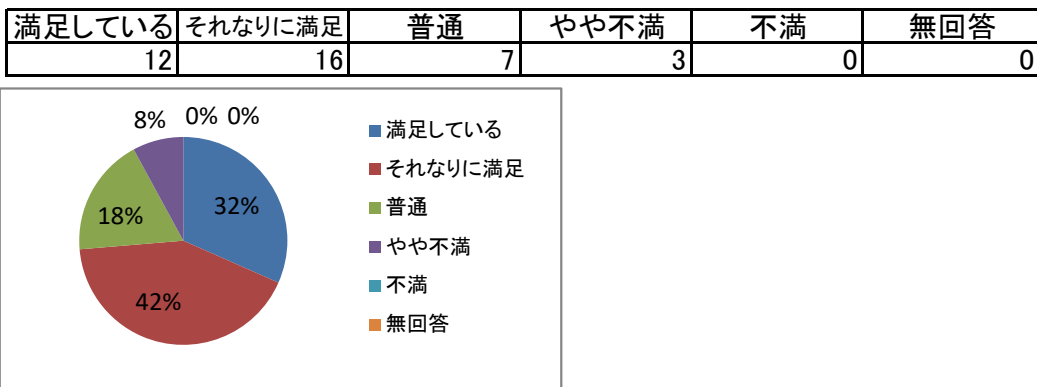 満足している それなりに満足 普通 やや不満 不満 無回答
12 16 7 3 0 0
8% 0% 0%
32%
18%
42%
満足している
それなりに満足
普通
やや不満
不満
無回答